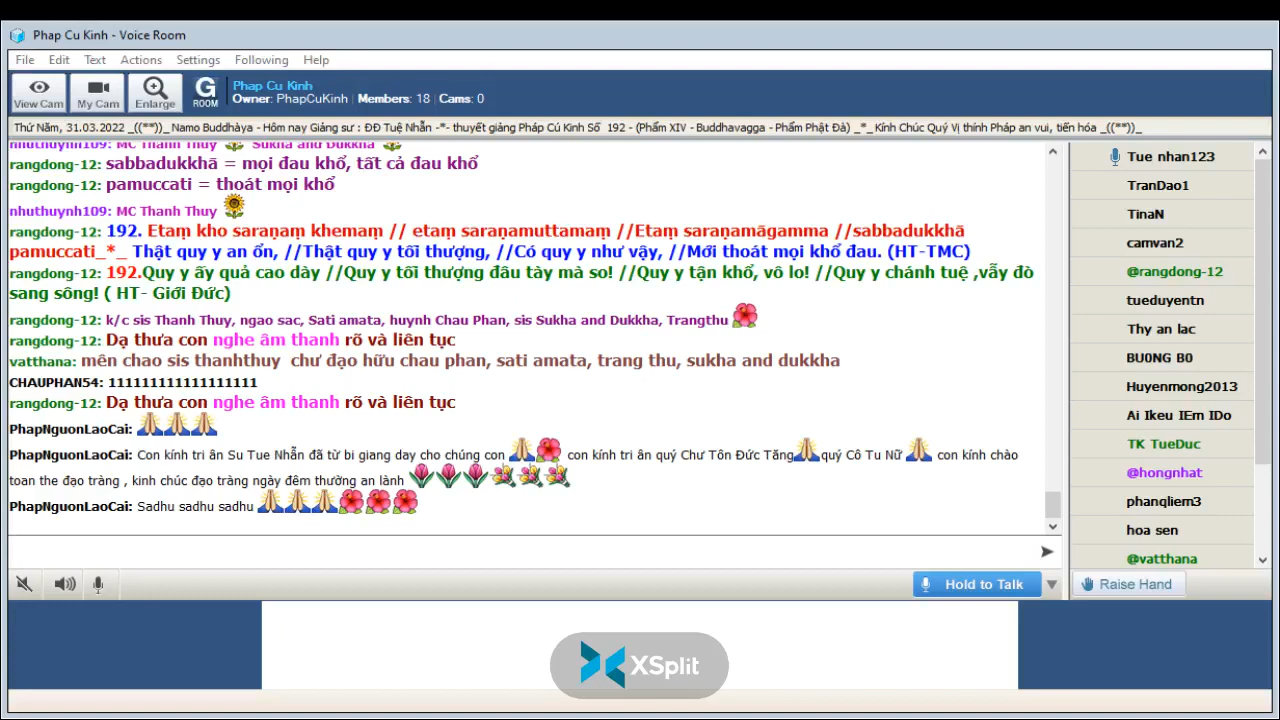 Phap Cu Kinh - Voice Room
File Edit Text Actions Settings Following Help
View Cam My Cam Enlarge G ROOM
Phap Cu Kinh
Owner: PhapCuKinh | Members: 18 | Cams: 0
Thứ Năm, 31.03.2022 _((**))_ Namo Buddhàya - Hôm nay Giảng sư : ĐĐ Tuệ Nhẫn -*- thuyết giảng Pháp Cú Kinh Số 192 - (Phẩm XIV - Buddhavagga - Phẩm Phật Đà) _*_ Kính Chúc Quý Vị thính Pháp an vui, tiến hóa _((**))_
nhuthuynh109: MC Thanh Thuy Sukha and Dukkha
rangdong-12: sabbadukkhā = mọi đau khổ, tất cả đau khổ
rangdong-12: pamuccati = thoát mọi khổ
nhuthuynh109: MC Thanh Thuy
rangdong-12: 192. Etaṃ kho saraṇaṃ khemaṃ // etaṃ saraṇamuttamaṃ //Etaṃ saraṇamāgamma //sabbadukkhā
pamuccati_*_ Thật quy y an ổn, //Thật quy y tối thượng, //Có quy y như vậy, //Mới thoát mọi khổ đau. (HT-TMC)
rangdong-12: 192.Quy y ấy quả cao dày //Quy y tối thượng đâu tày mà so! //Quy y tận khổ, vô lo! //Quy y chánh tuệ ,vẫy đò
sang sông! ( HT- Giới Đức)
rangdong-12: k/c sis Thanh Thuy, ngao sac, Sati amata, huynh Chau Phan, sis Sukha and Dukkha, Trangthu
rangdong-12: Dạ thưa con nghe âm thanh rõ và liên tục
vatthana: mên chao sis thanhthuy chư đạo hữu chau phan, sati amata, trang thu, sukha and dukkha
CHAUPHAN54: 111111111111111111
rangdong-12: Dạ thưa con nghe âm thanh rõ và liên tục
PhapNguonLaoCai:
PhapNguonLaoCai: Con kính tri ân Su Tue Nhẫn đã từ bi giang day cho chúng con con kính tri ân quý Chư Tôn Đức Tăng quý Cô Tu Nữ con kính chào
toan the đạo tràng , kinh chúc đạo tràng ngày đêm thường an lành
PhapNguonLaoCai: Sadhu sadhu sadhu
Tue nhan123
TranDao1
TinaN
camvan2
@rangdong-12
tueduyentn
Thy an lac
BU0NG B0
Huyenmong2013
Ai Ikeu IEm IDo
TK TueDuc
@hongnhat
phanqliem3
hoa sen
@vatthana
Hold to Talk
Raise Hand
XSplit